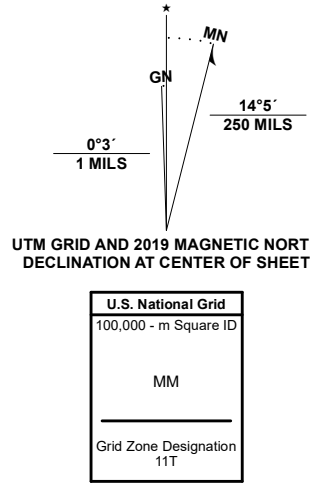 ★
MN
GN
14°5´
250 MILS
0°3´
1 MILS
UTM GRID AND 2019 MAGNETIC NORT
DECLINATION AT CENTER OF SHEET
U.S. National Grid
100,000 - m Square ID
MM
Grid Zone Designation
11T